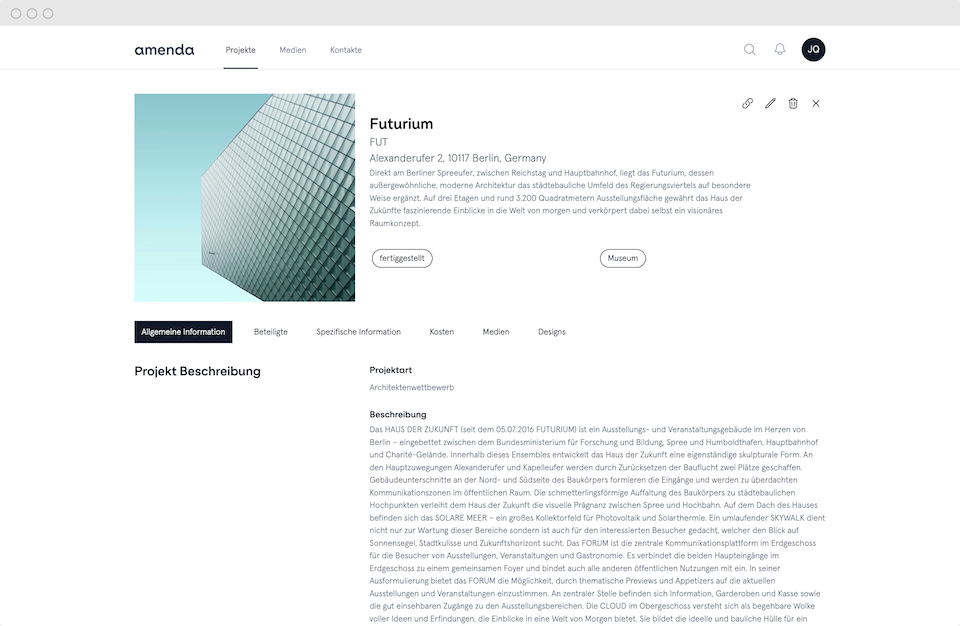 amenda
Projekte
Medien
Kontakte
JQ
Futurium
FUT
Alexanderufer 2, 10117 Berlin, Germany
Direkt am Berliner Spreeufer, zwischen Reichstag und Hauptbahnhof, liegt das Futurium, dessen
außergewöhnliche, moderne Architektur das städtebauliche Umfeld des Regierungsviertels auf besondere
Weise ergänzt. Auf drei Etagen und rund 3.200 Quadratmetern Ausstellungsfläche gewährt das Haus der
Zukünfte faszinierende Einblicke in die Welt von morgen und verkörpert dabei selbst ein visionäres
Raumkonzept.
fertiggestellt
Museum
Allgemeine Information
Beteiligte
Spezifische Information
Kosten
Medien
Designs
Projekt Beschreibung
Projektart
Architektenwettbewerb
Beschreibung
Das HAUS DER ZUKUNFT (seit dem 05.07.2016 FUTURIUM) ist ein Ausstellungs- und Veranstaltungsgebäude im Herzen von
Berlin – eingebettet zwischen dem Bundesministerium für Forschung und Bildung, Spree und Humboldthafen, Hauptbahnhof
und Charité-Gelände. Innerhalb dieses Ensembles entwickelt das Haus der Zukunft eine eigenständige skulpturale Form. An
den Hauptzuwegungen Alexanderufer und Kapelleufer werden durch Zurücksetzen der Bauflucht zwei Plätze geschaffen.
Gebäudeunterschnitte an der Nord- und Südseite des Baukörpers formieren die Eingänge und werden zu überdachten
Kommunikationszonen im öffentlichen Raum. Die schmetterlingsförmige Auffaltung des Baukörpers zu städtebaulichen
Hochpunkten verleiht dem Haus der Zukunft die visuelle Prägnanz zwischen Spree und Hochbahn. Auf dem Dach des Hauses
befinden sich das SOLARE MEER – ein großes Kollektorfeld für Photovoltaik und Solarthermie. Ein umlaufender SKYWALK dient
nicht nur zur Wartung dieser Bereiche sondern ist auch für den interessierten Besucher gedacht, welcher den Blick auf
Sonnensegel, Stadtkulisse und Zukunftshorizont sucht. Das FORUM ist die zentrale Kommunikationsplattform im Erdgeschoss
für die Besucher von Ausstellungen, Veranstaltungen und Gastronomie. Es verbindet die beiden Haupteingänge im
Erdgeschoss zu einem gemeinsamen Foyer und bindet auch alle anderen öffentlichen Nutzungen mit ein. In seiner
Ausformulierung bietet das FORUM die Möglichkeit, durch thematische Previews und Appetizers auf die aktuellen
Ausstellungen und Veranstaltungen einzustimmen. An zentraler Stelle befinden sich Information, Garderoben und Kasse sowie
die gut einsehbaren Zugänge zu den Ausstellungsbereichen. Die CLOUD im Obergeschoss versteht sich als begehbare Wolke
voller Ideen und Erfindungen, die Einblicke in eine Welt von Morgen bietet. Sie bildet die ideelle und bauliche Hülle für ein